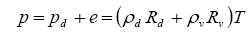 p = p_d + e = (ρ_d R_d + ρ_v R_v) T